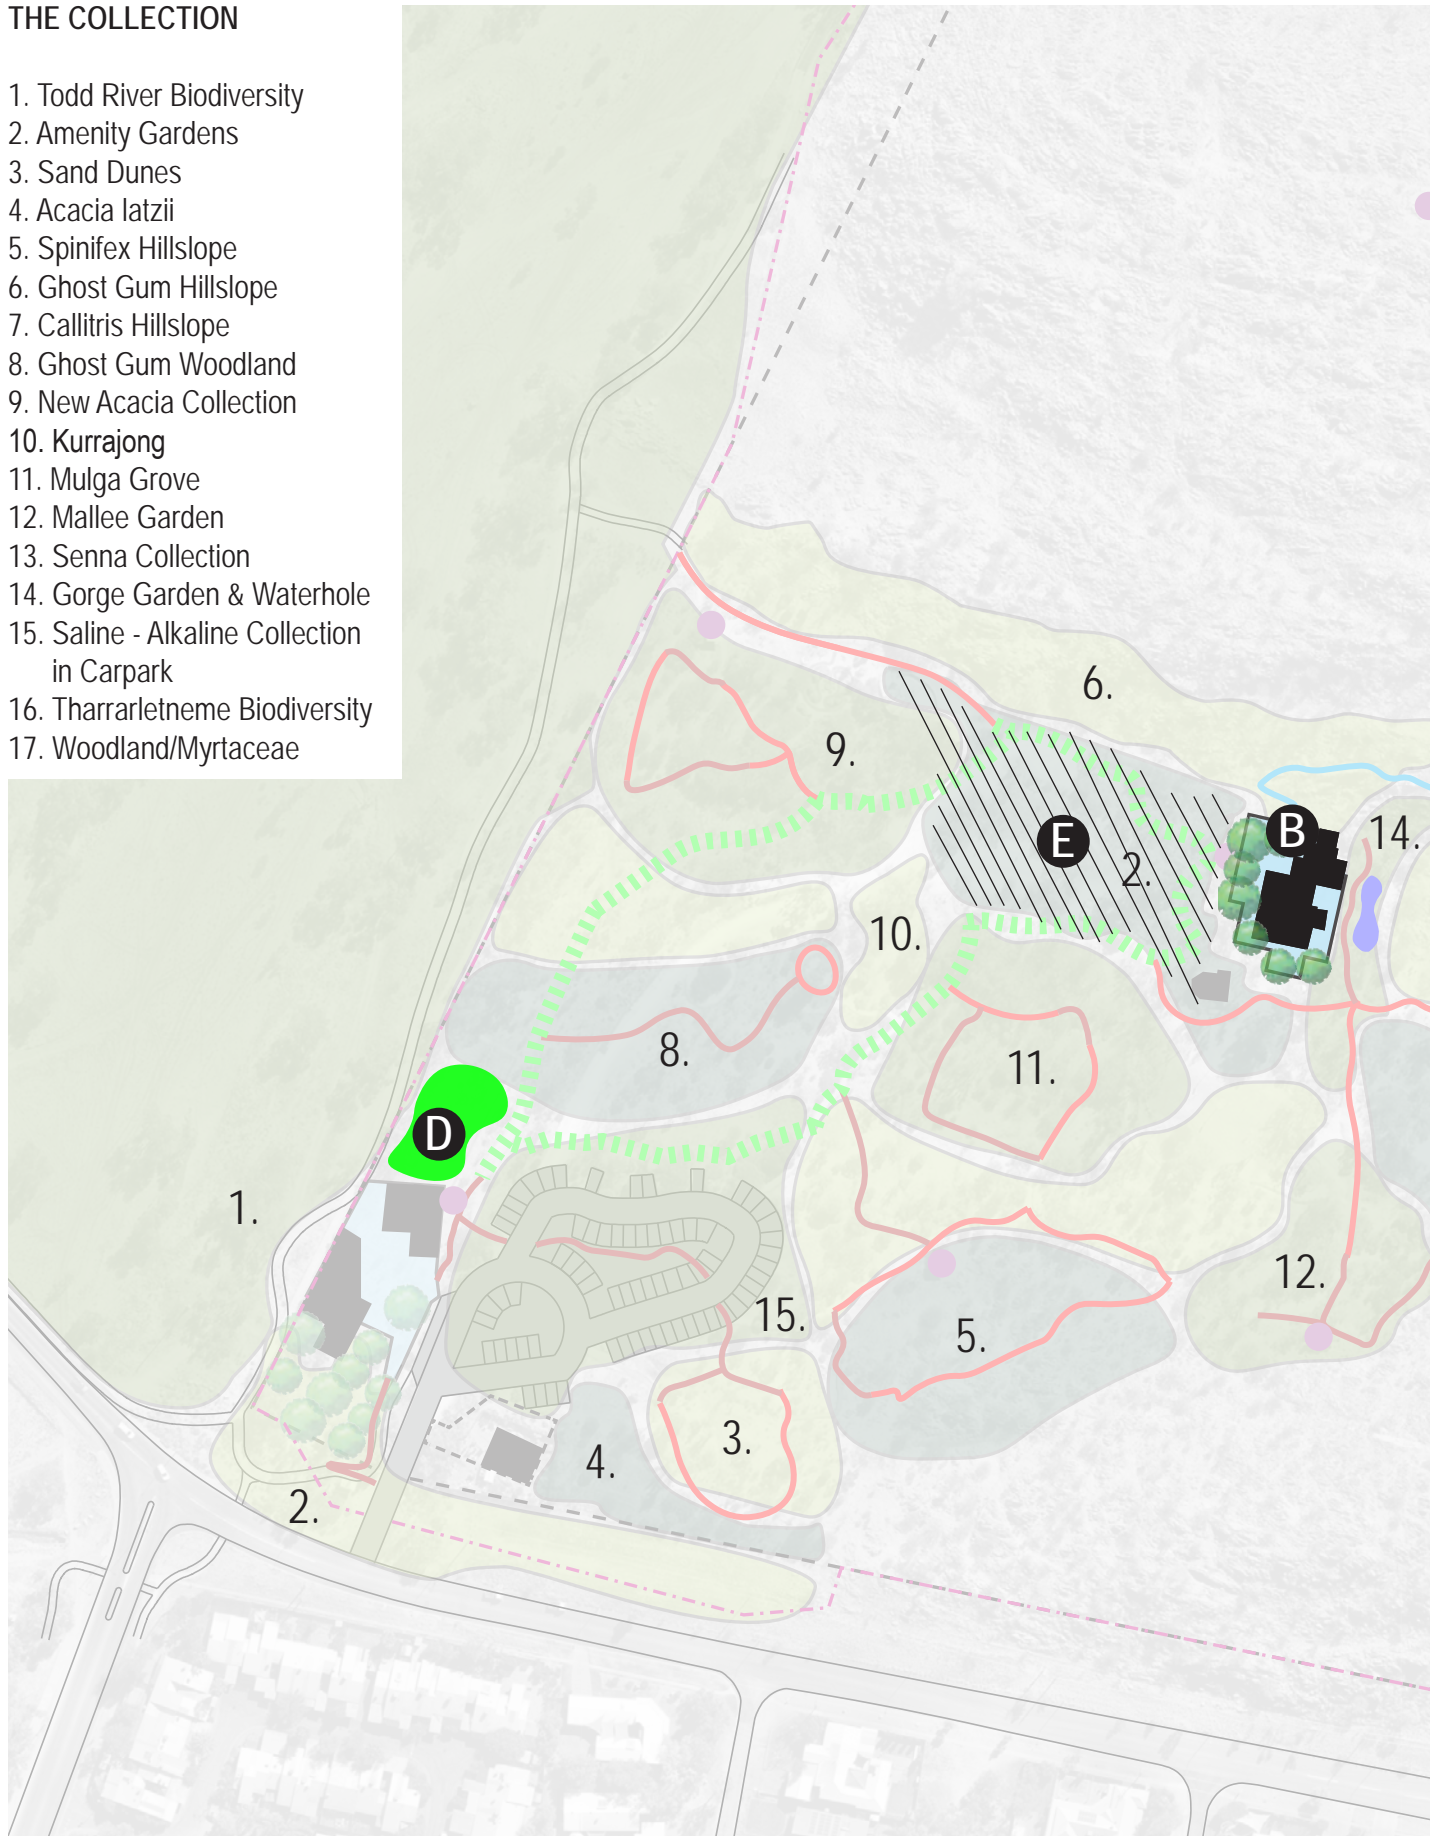 THE COLLECTION
1. Todd River Biodiversity
2. Amenity Gardens
3. Sand Dunes
4. Acacia latzii
5. Spinifex Hillslope
6. Ghost Gum Hillslope
7. Callitris Hillslope
8. Ghost Gum Woodland
9. New Acacia Collection
10. Kurrajong
11. Mulga Grove
12. Mallee Garden
13. Senna Collection
14. Gorge Garden & Waterhole
15. Saline - Alkaline Collection
in Carpark
16. Tharrarletneme Biodiversity
17. Woodland/Myrtaceae
6.
9.
B
14.
E
2.
10.
8.
11.
D
1.
12.
15.
5.
3.
4.
2.